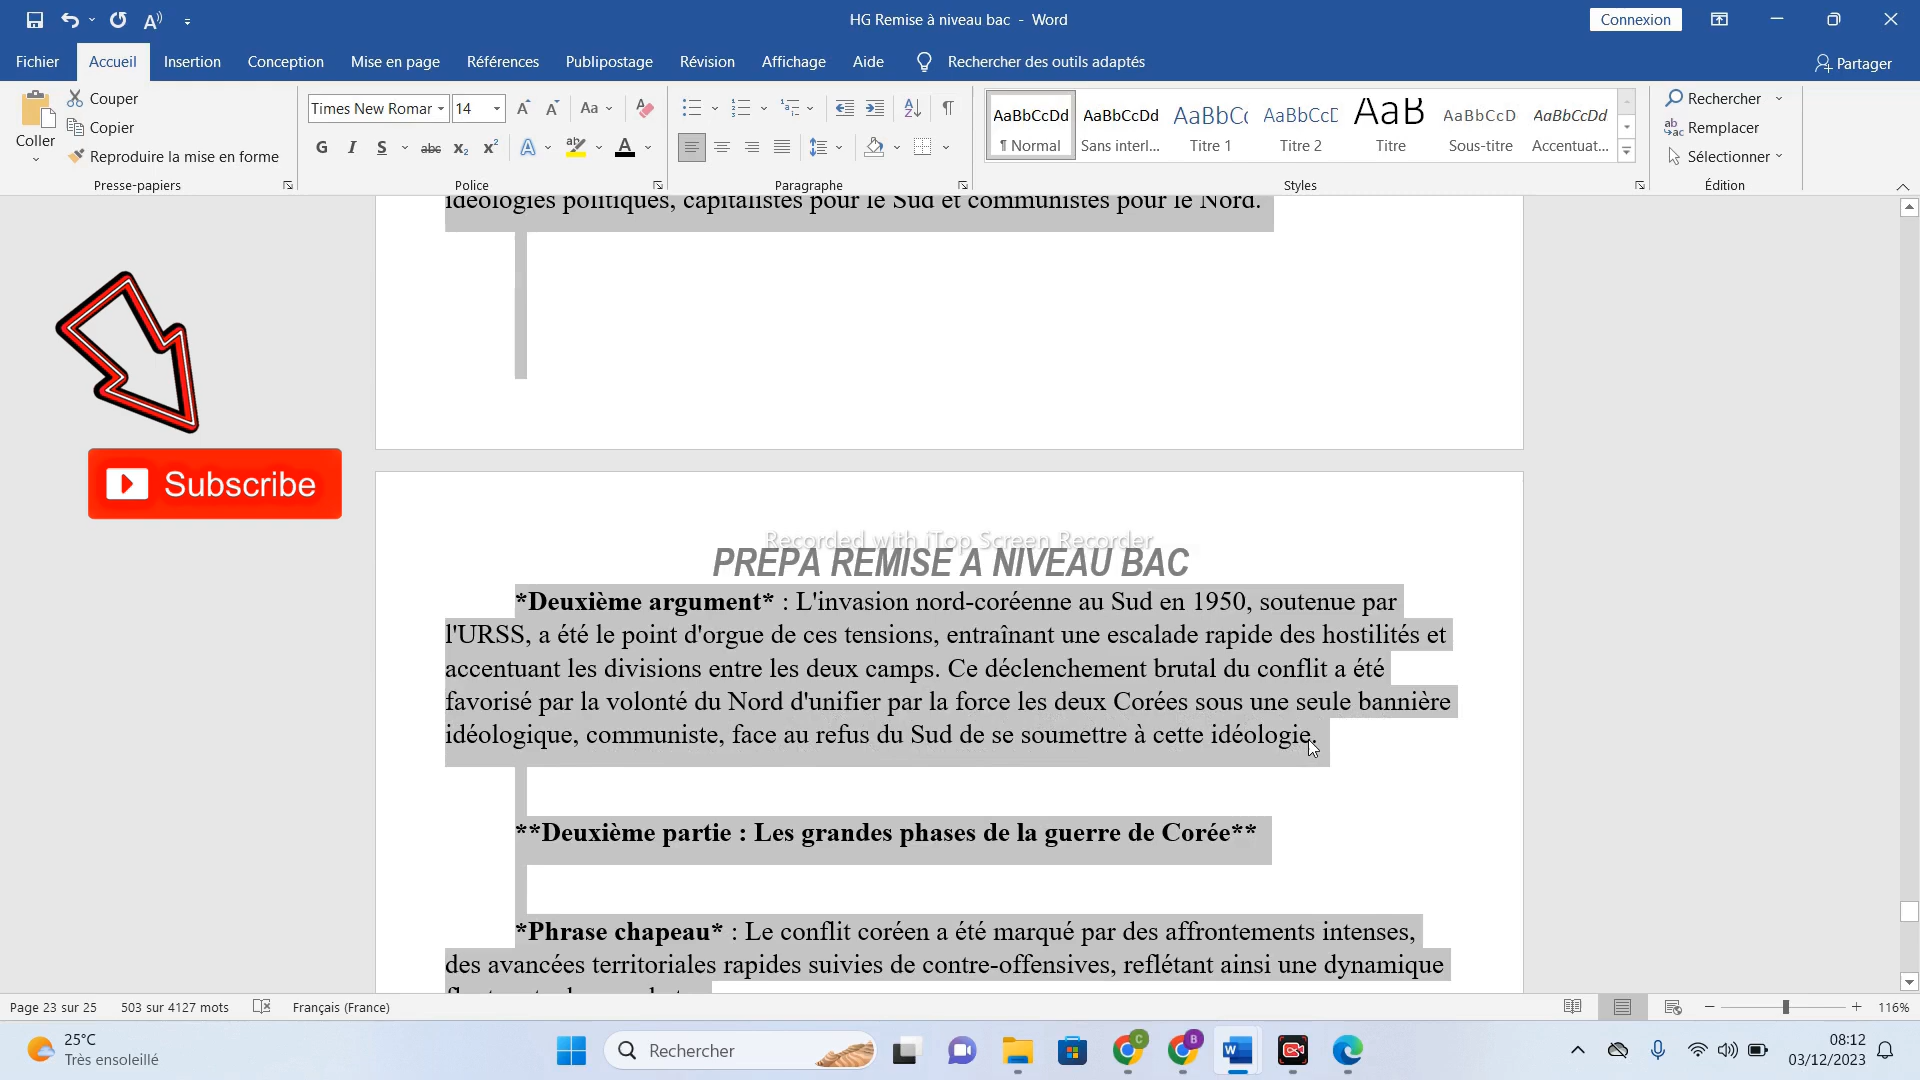 HG Remise à niveau bac - Word
Connexion
Fichier Accueil Insertion Conception Mise en page Références Publipostage Révision Affichage Aide Rechercher des outils adaptés Partager
Coller
Couper
Copier
Reproduire la mise en forme
Presse-papiers
Times New Romar 14
Aa
G I S abc x₂ x² A A
Police
Paragraphe
AaBbCcDd AaBbCcDd AaBbC AaBbCcD AaB AaBbCcD AaBbCcDd
¶ Normal Sans interl... Titre 1 Titre 2 Titre Sous-titre Accentuat...
Styles
Rechercher
Remplacer
Sélectionner
Édition
idéologies politiques, capitalistes pour le Sud et communistes pour le Nord.
Subscribe
Recorded with iTop Screen Recorder
PREPA REMISE A NIVEAU BAC
*Deuxième argument* : L'invasion nord-coréenne au Sud en 1950, soutenue par
l'URSS, a été le point d'orgue de ces tensions, entraînant une escalade rapide des hostilités et
accentuant les divisions entre les deux camps. Ce déclenchement brutal du conflit a été
favorisé par la volonté du Nord d'unifier par la force les deux Corées sous une seule bannière
idéologique, communiste, face au refus du Sud de se soumettre à cette idéologie.
**Deuxième partie : Les grandes phases de la guerre de Corée**
*Phrase chapeau* : Le conflit coréen a été marqué par des affrontements intenses,
des avancées territoriales rapides suivies de contre-offensives, reflétant ainsi une dynamique
Page 23 sur 25 503 sur 4127 mots Français (France) 116%
25°C
Très ensoleillé
Rechercher
08:12
03/12/2023